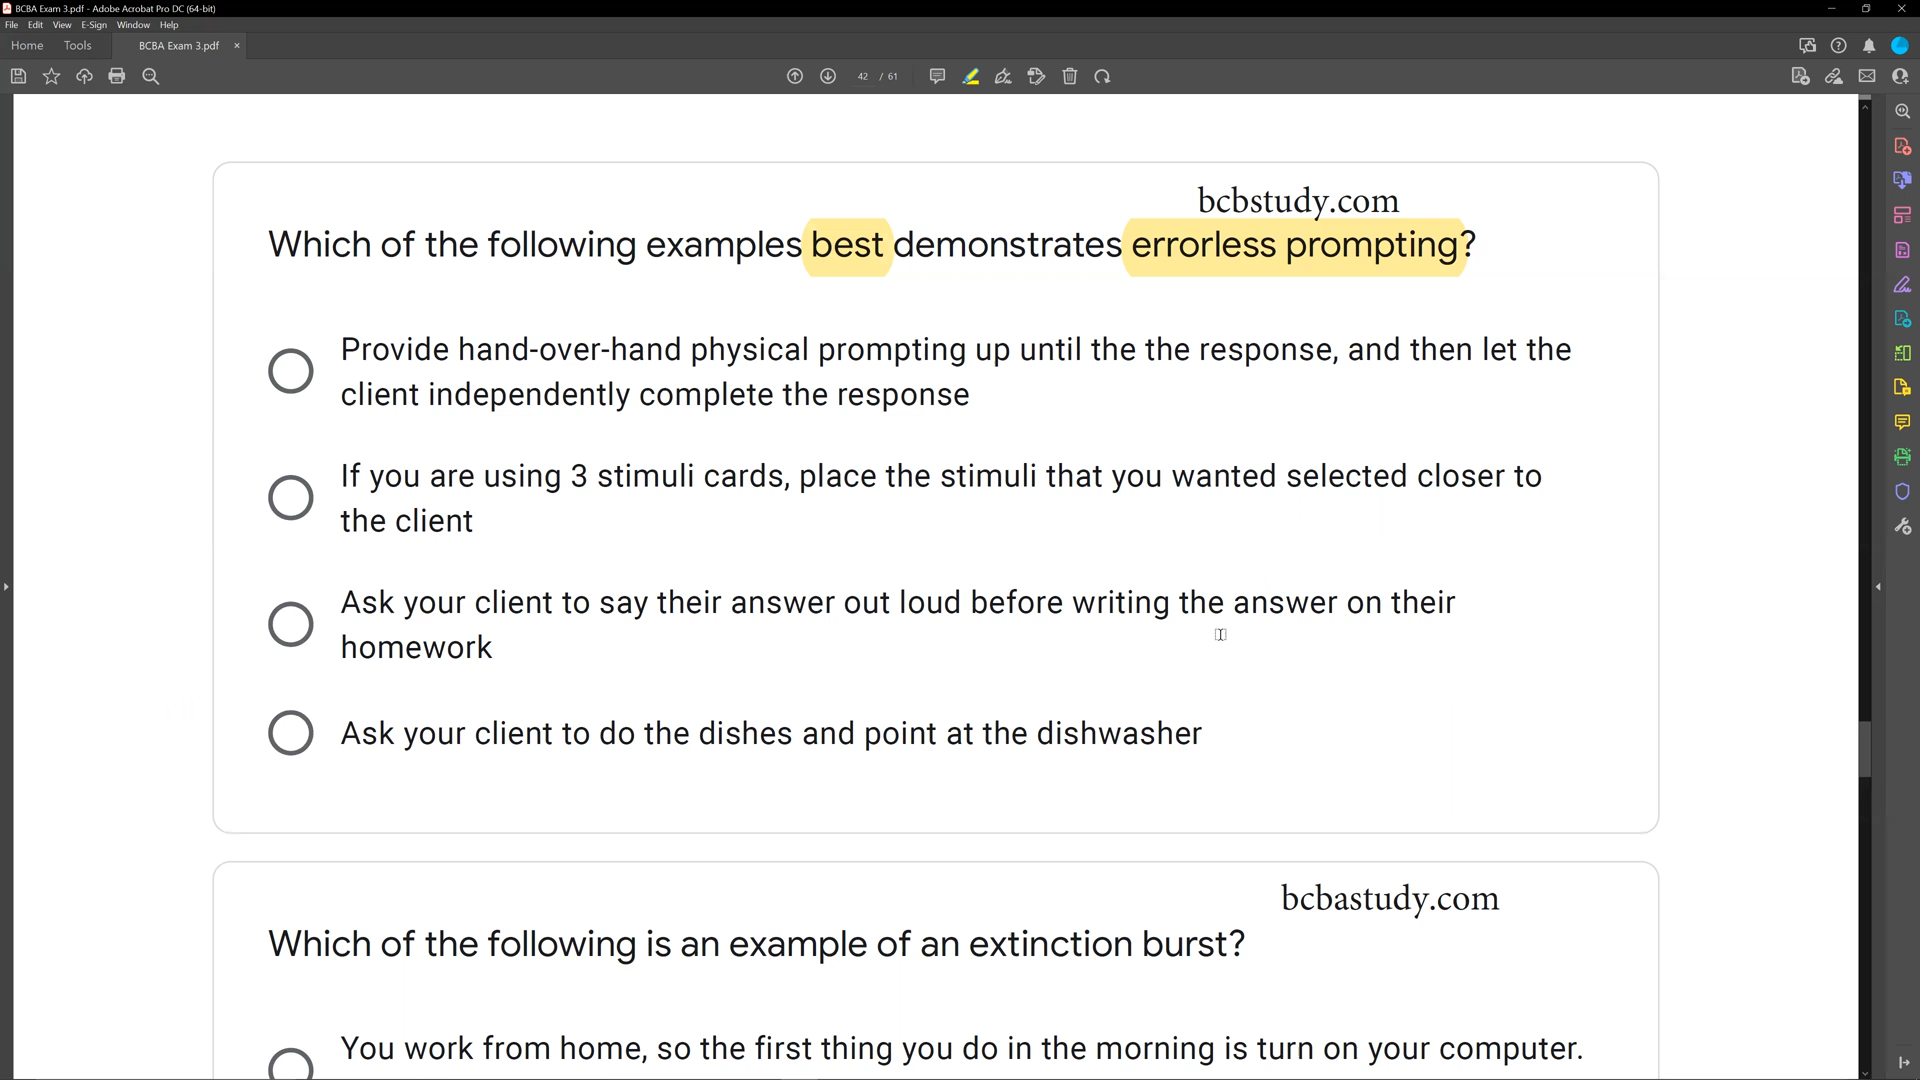 BCBA Exam 3.pdf - Adobe Acrobat Pro DC (64-bit)
File Edit View E-Sign Window Help
Home Tools BCBA Exam 3.pdf ×
42 / 61
bcbstudy.com
Which of the following examples best demonstrates errorless prompting?
Provide hand-over-hand physical prompting up until the the response, and then let the
client independently complete the response
If you are using 3 stimuli cards, place the stimuli that you wanted selected closer to
the client
Ask your client to say their answer out loud before writing the answer on their
homework
Ask your client to do the dishes and point at the dishwasher
bcbastudy.com
Which of the following is an example of an extinction burst?
You work from home, so the first thing you do in the morning is turn on your computer.